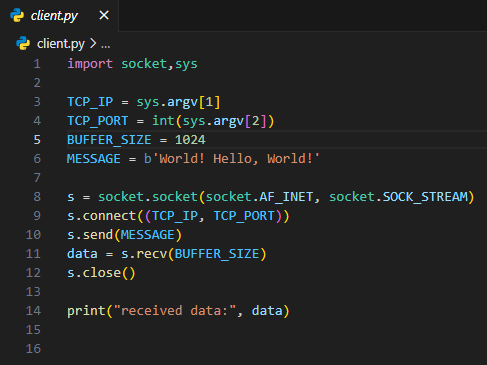 client.py ×
client.py > ...
1 import socket,sys
2
3 TCP_IP = sys.argv[1]
4 TCP_PORT = int(sys.argv[2])
5 BUFFER_SIZE = 1024
6 MESSAGE = b'World! Hello, World!'
7
8 s = socket.socket(socket.AF_INET, socket.SOCK_STREAM)
9 s.connect((TCP_IP, TCP_PORT))
10 s.send(MESSAGE)
11 data = s.recv(BUFFER_SIZE)
12 s.close()
13
14 print("received data:", data)
15
16